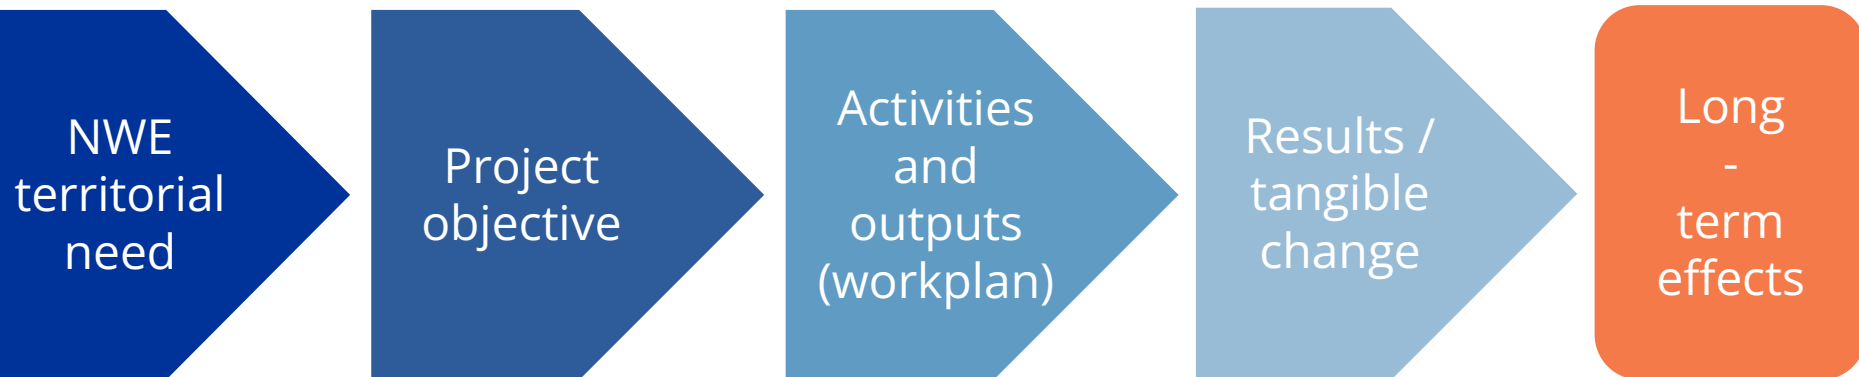 NWE
territorial
need
Project
objective
Activities
and
outputs
(workplan)
Results /
tangible
change
Long
-
term
effects